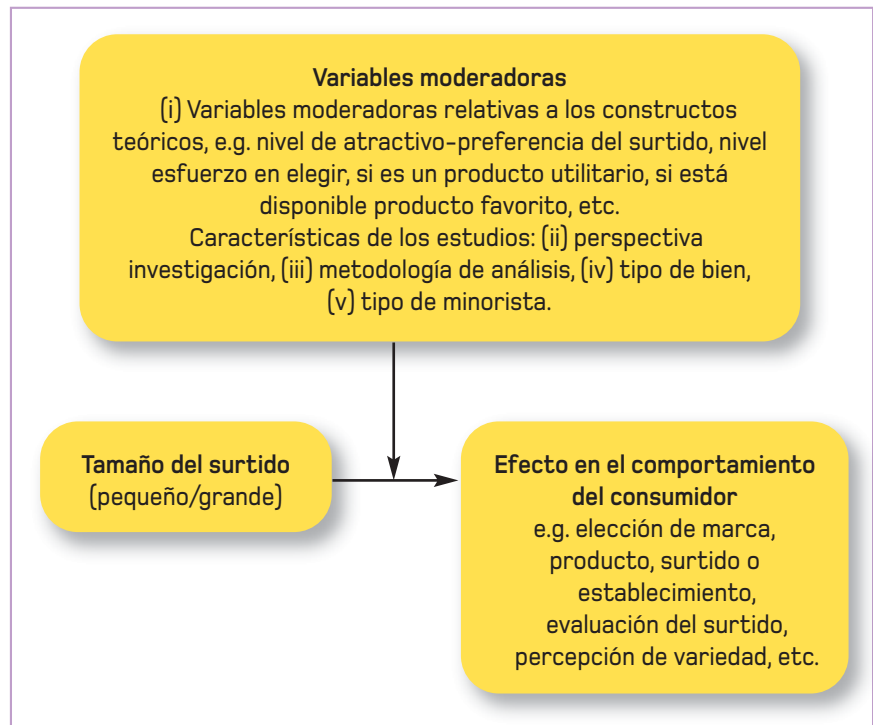 Variables moderadoras
(i) Variables moderadoras relativas a los constructos
teóricos, e.g. nivel de atractivo-preferencia del surtido, nivel
esfuerzo en elegir, si es un producto utilitario, si está
disponible producto favorito, etc.
Características de los estudios: (ii) perspectiva
investigación, (iii) metodología de análisis, (iv) tipo de bien,
(v) tipo de minorista.
Tamaño del surtido
(pequeño/grande)
Efecto en el comportamiento
del consumidor
e.g. elección de marca,
producto, surtido o
establecimiento,
evaluación del surtido,
percepción de variedad, etc.